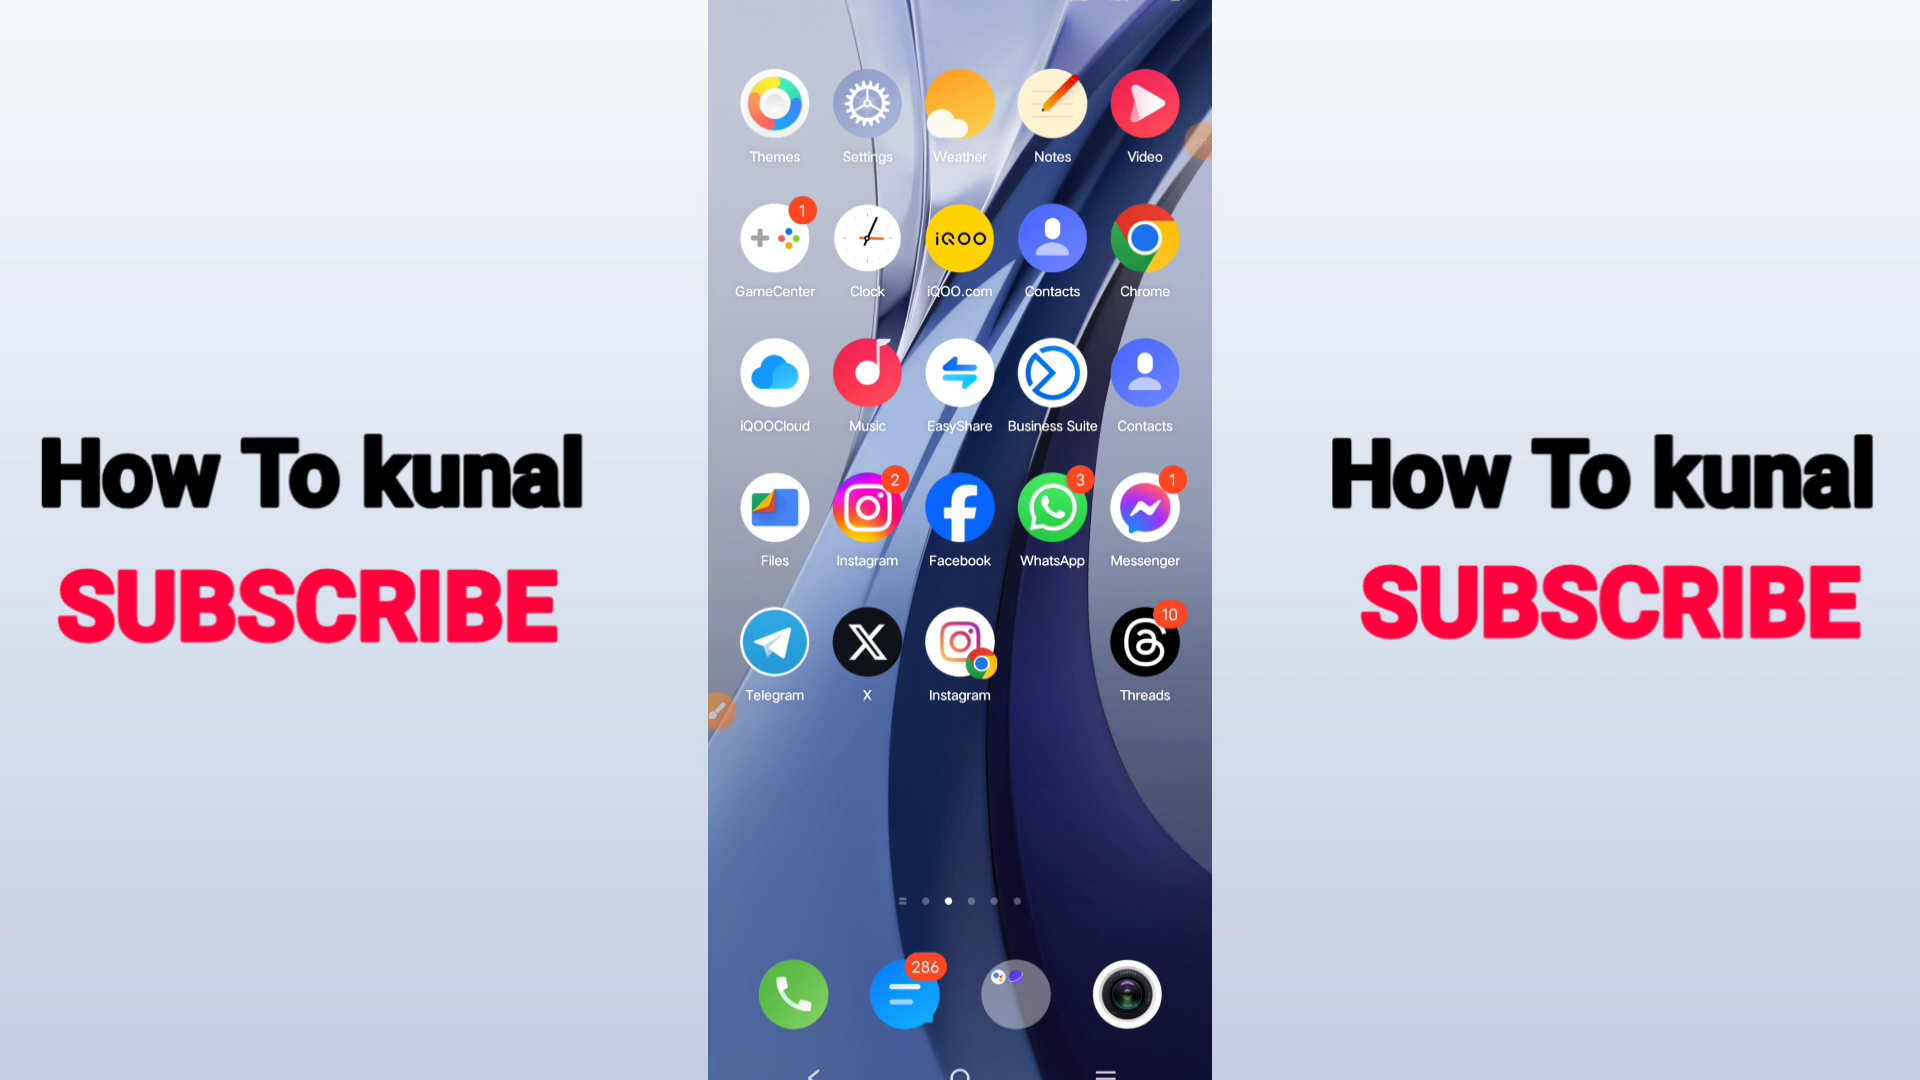 Themes Settings Weather Notes Video
1
GameCenter Clock iQOO.com Contacts Chrome
iQOO
iQOOCloud Music EasyShare Business Suite Contacts
How To kunal
SUBSCRIBE
2 3 1
Files Instagram Facebook WhatsApp Messenger
10
Telegram X Instagram Threads
286
How To kunal
SUBSCRIBE